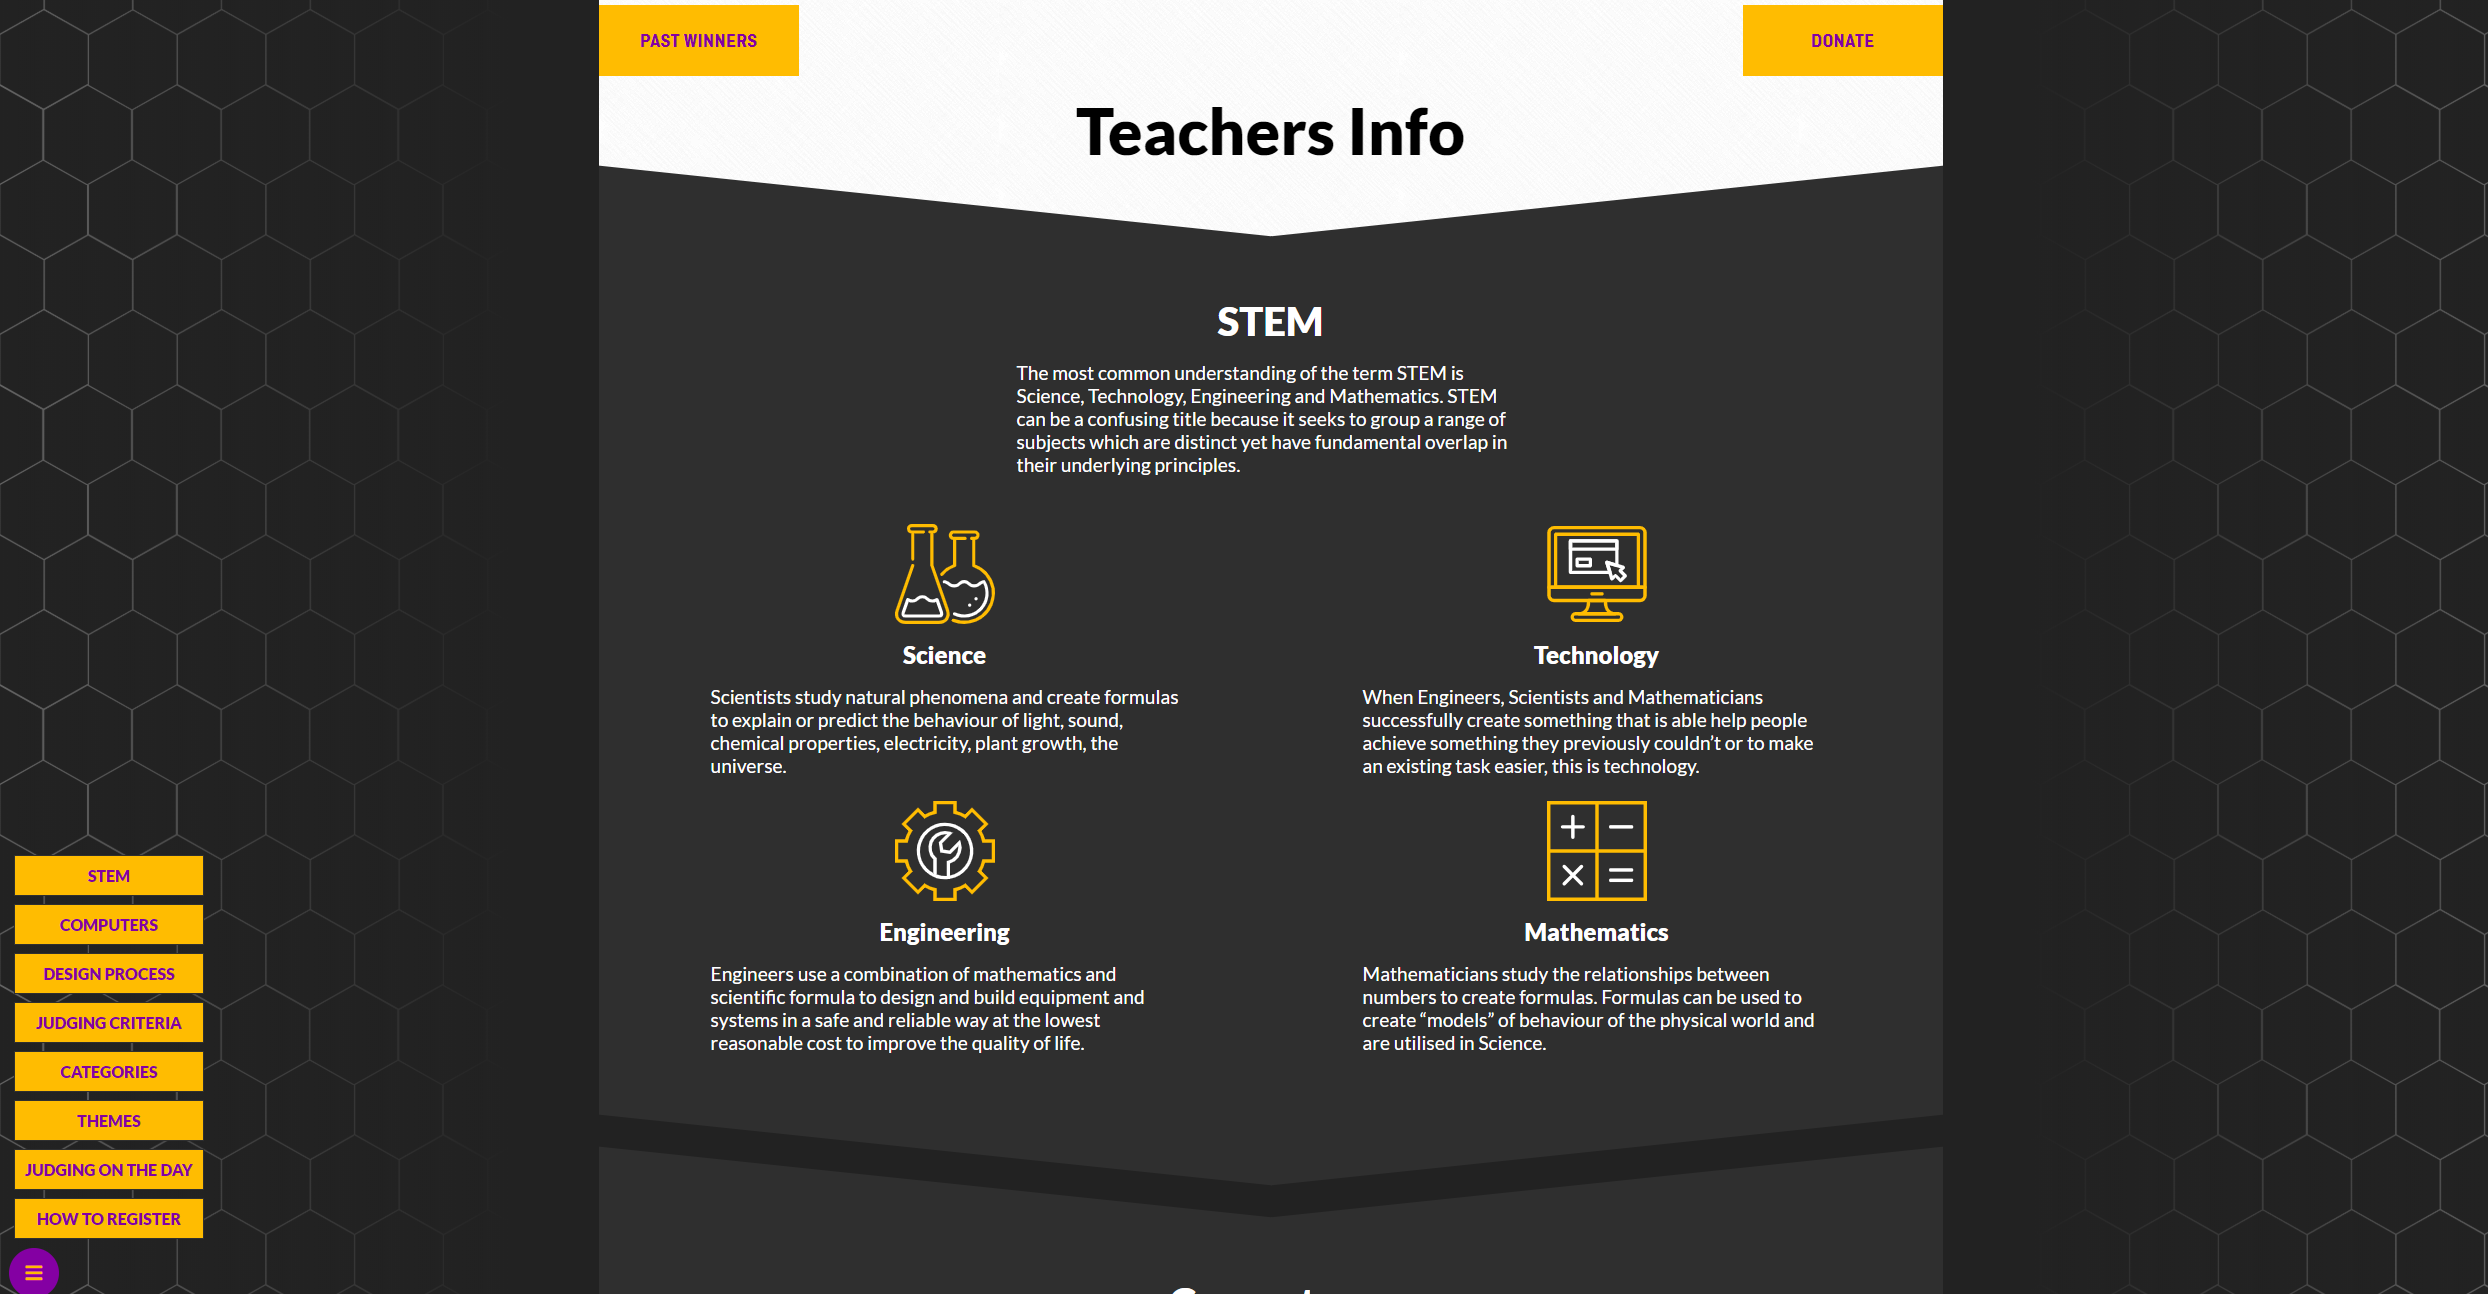 PAST WINNERS
DONATE
Teachers Info
STEM
The most common understanding of the term STEM is
Science, Technology, Engineering and Mathematics. STEM
can be a confusing title because it seeks to group a range of
subjects which are distinct yet have fundamental overlap in
their underlying principles.
Science
Scientists study natural phenomena and create formulas
to explain or predict the behaviour of light, sound,
chemical properties, electricity, plant growth, the
universe.
Technology
When Engineers, Scientists and Mathematicians
successfully create something that is able help people
achieve something they previously couldn’t or to make
an existing task easier, this is technology.
Engineering
Engineers use a combination of mathematics and
scientific formula to design and build equipment and
systems in a safe and reliable way at the lowest
reasonable cost to improve the quality of life.
Mathematics
Mathematicians study the relationships between
numbers to create formulas. Formulas can be used to
create “models” of behaviour of the physical world and
are utilised in Science.
STEM
COMPUTERS
DESIGN PROCESS
JUDGING CRITERIA
CATEGORIES
THEMES
JUDGING ON THE DAY
HOW TO REGISTER